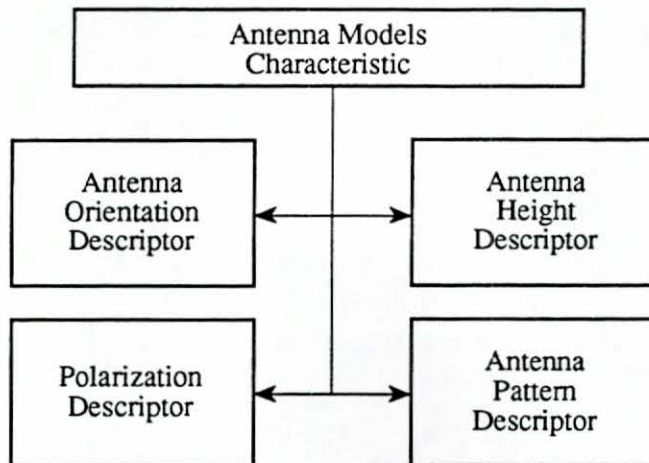 Antenna Models
Characteristic
Antenna
Orientation
Descriptor
Antenna
Height
Descriptor
Polarization
Descriptor
Antenna
Pattern
Descriptor